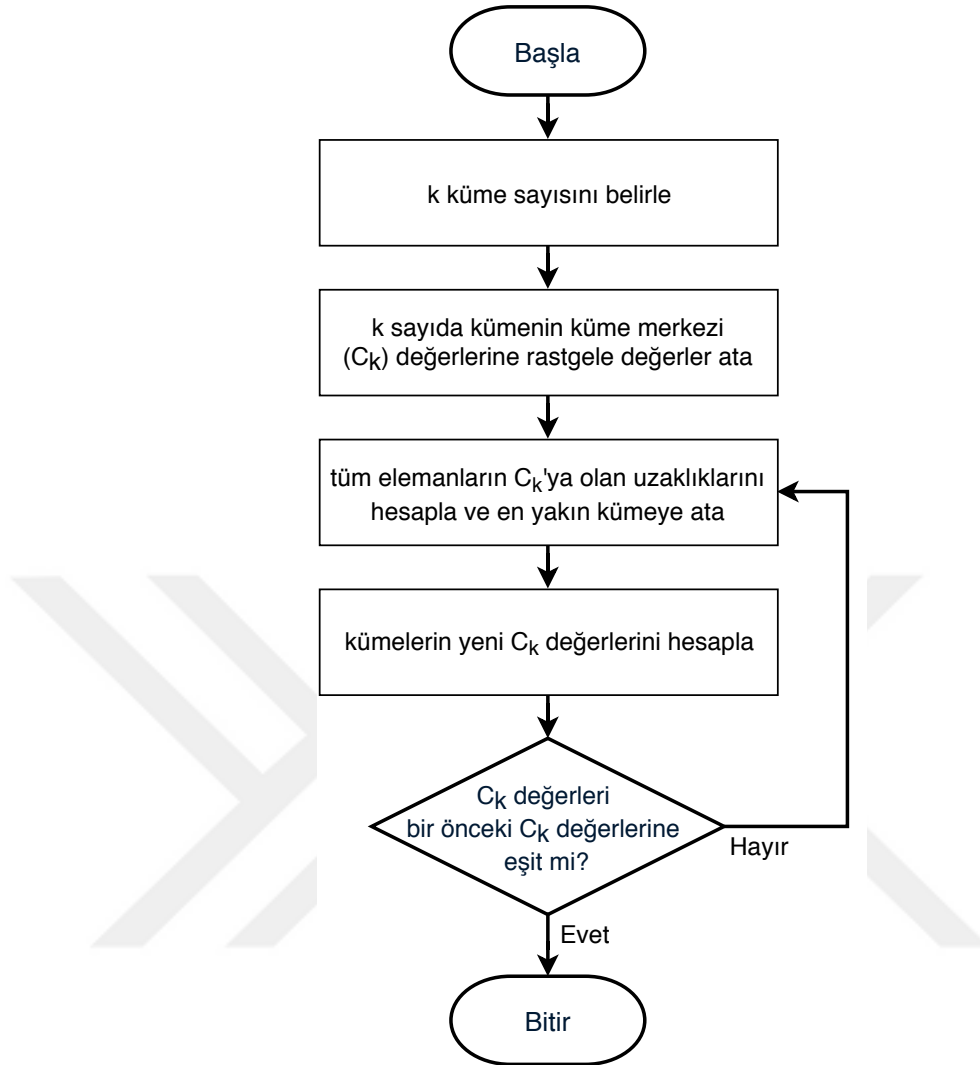 Başla
k küme sayısını belirle
k sayıda kümenin küme merkezi
(Ck) değerlerine rastgele değerler ata
tüm elemanların Ck'ya olan uzaklıklarını
hesapla ve en yakın kümeye ata
kümelerin yeni Ck değerlerini hesapla
Ck değerleri
bir önceki Ck değerlerine
eşit mi?
Hayır
Evet
Bitir